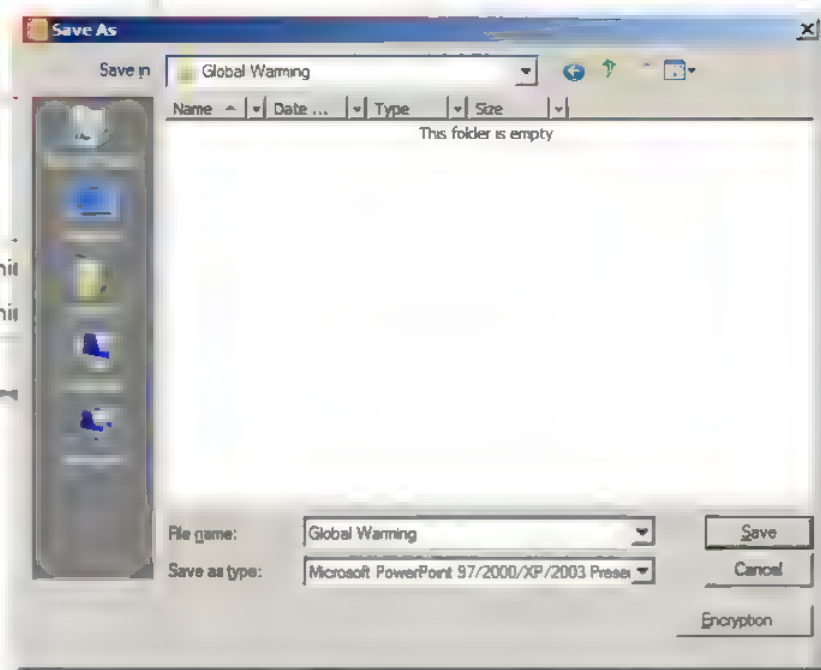 Save As
Save in
Global Warming
Name Date ... Type Size
This folder is empty
File name: Global Warming Save
Save as type: Microsoft PowerPoint 97/2000/XP/2003 Presei Cancel
Encryption